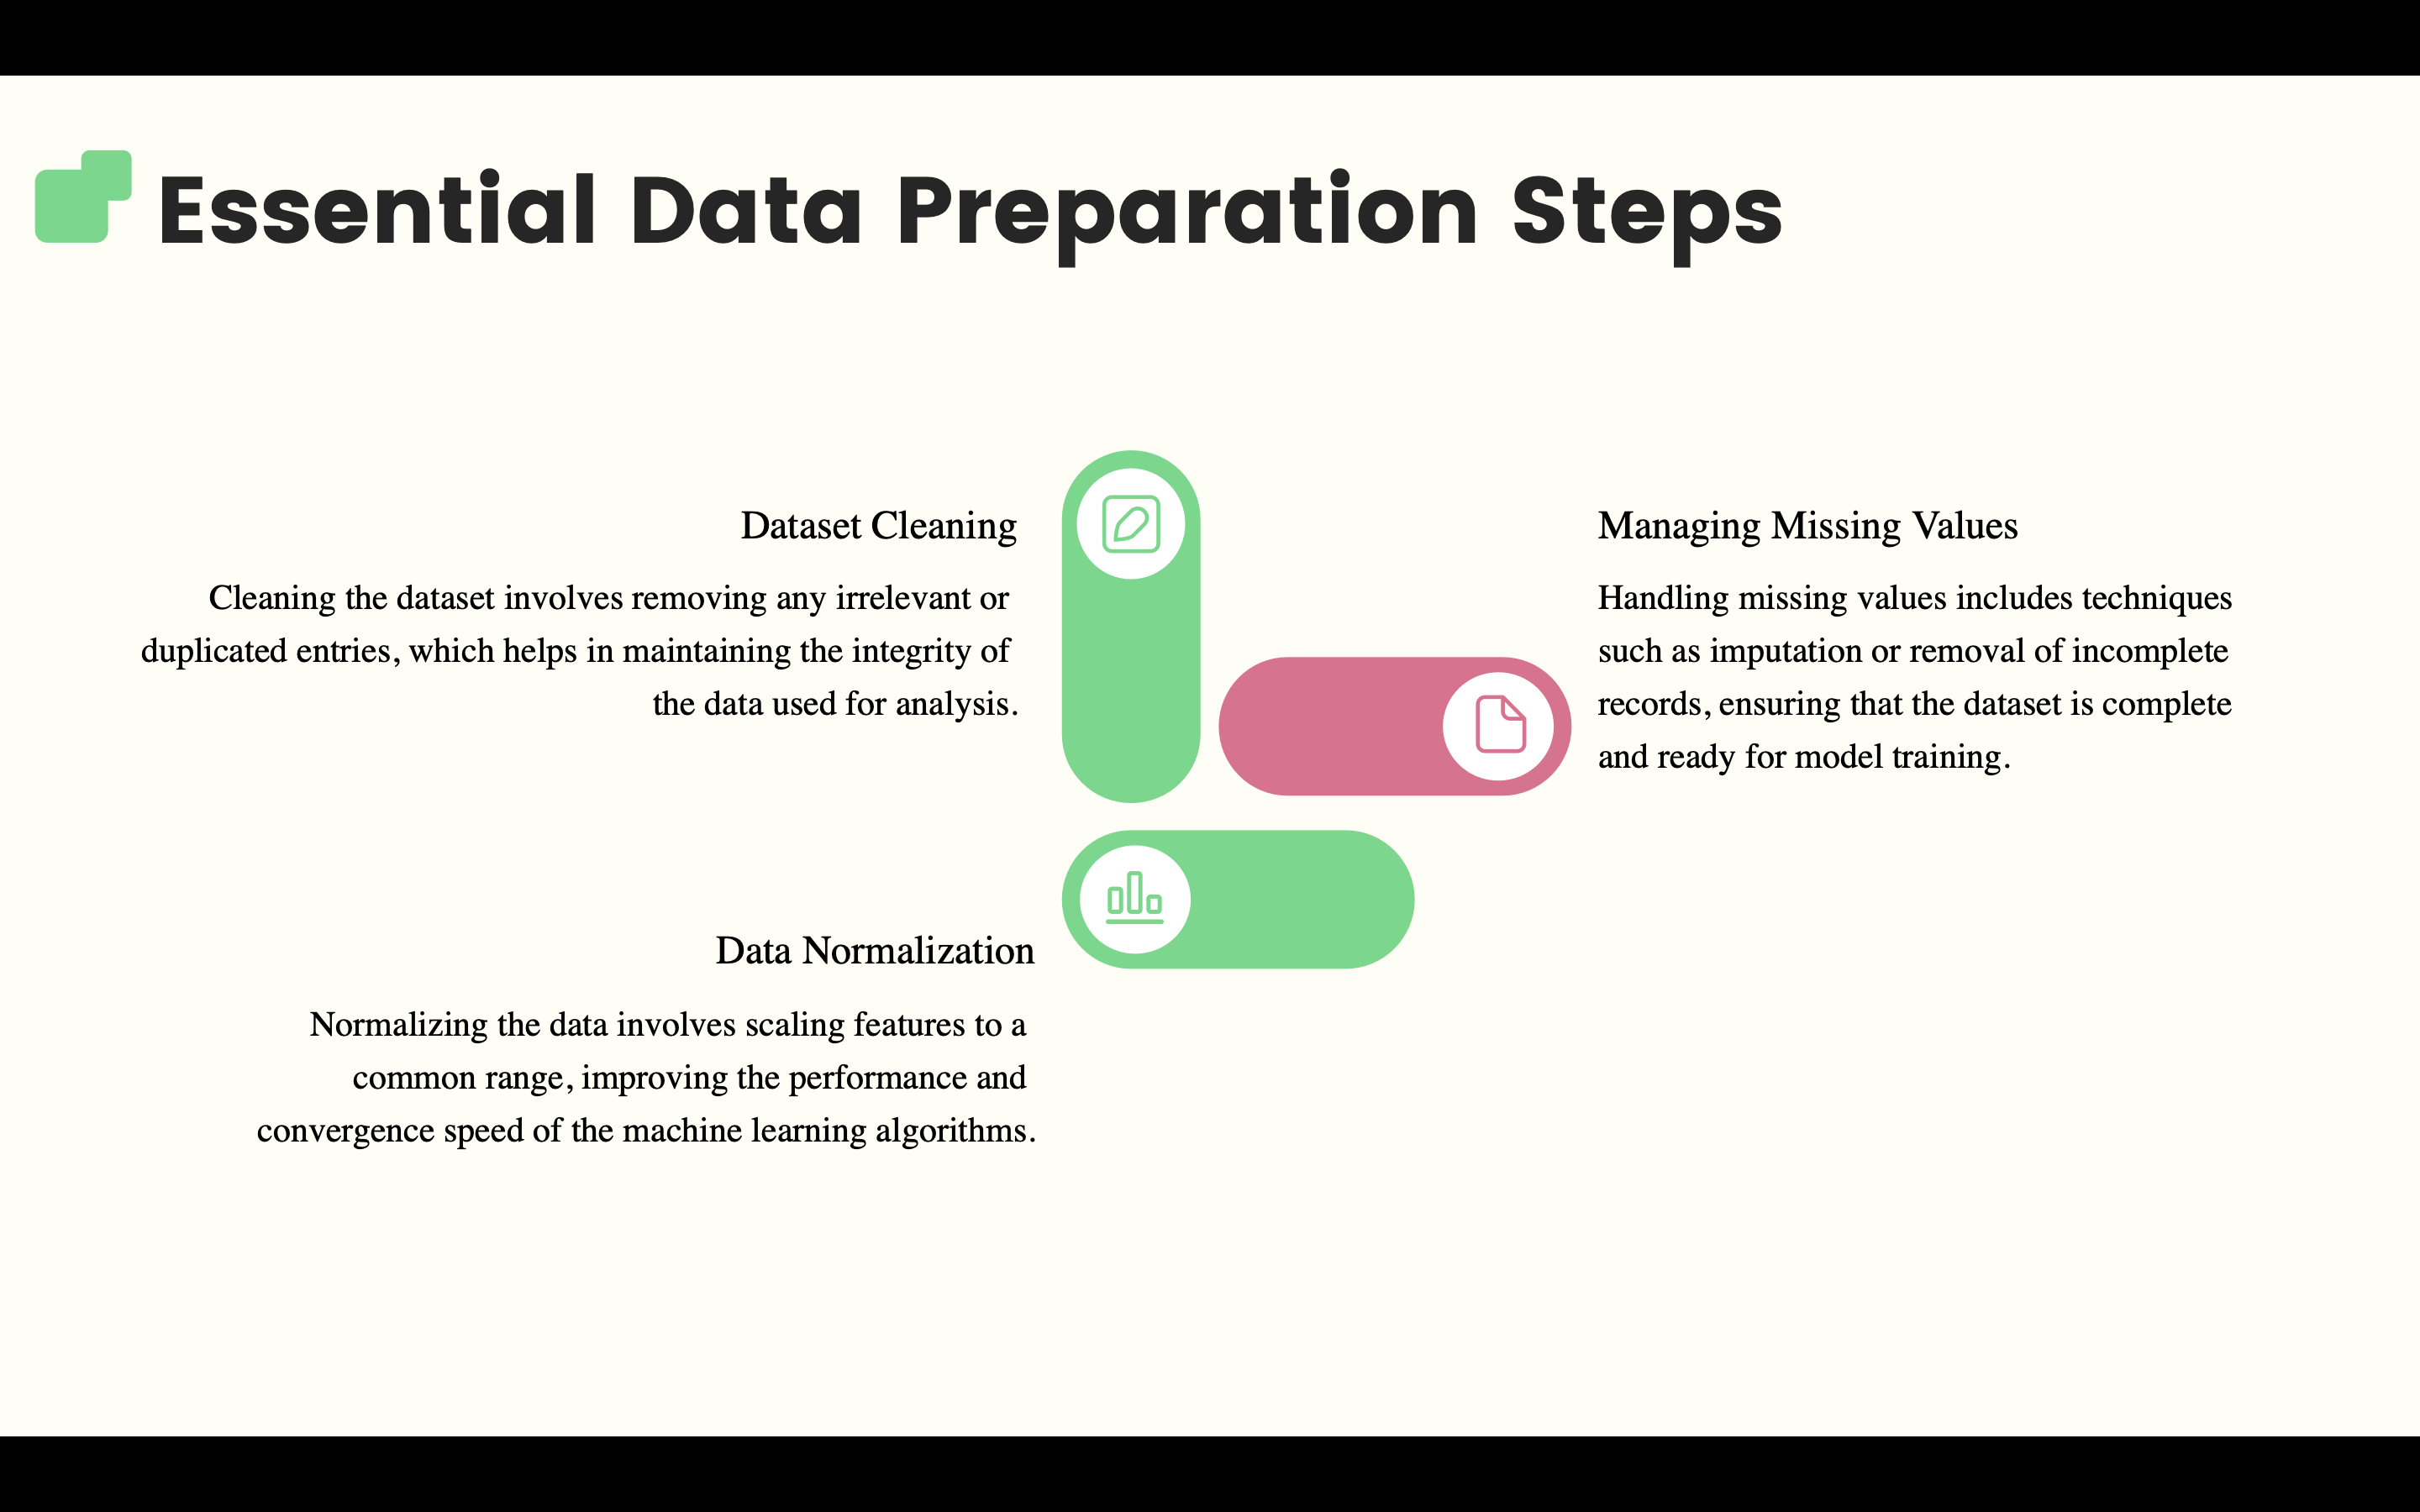 Essential Data Preparation Steps
Dataset Cleaning
Cleaning the dataset involves removing any irrelevant or
duplicated entries, which helps in maintaining the integrity of
the data used for analysis.
Managing Missing Values
Handling missing values includes techniques
such as imputation or removal of incomplete
records, ensuring that the dataset is complete
and ready for model training.
Data Normalization
Normalizing the data involves scaling features to a
common range, improving the performance and
convergence speed of the machine learning algorithms.